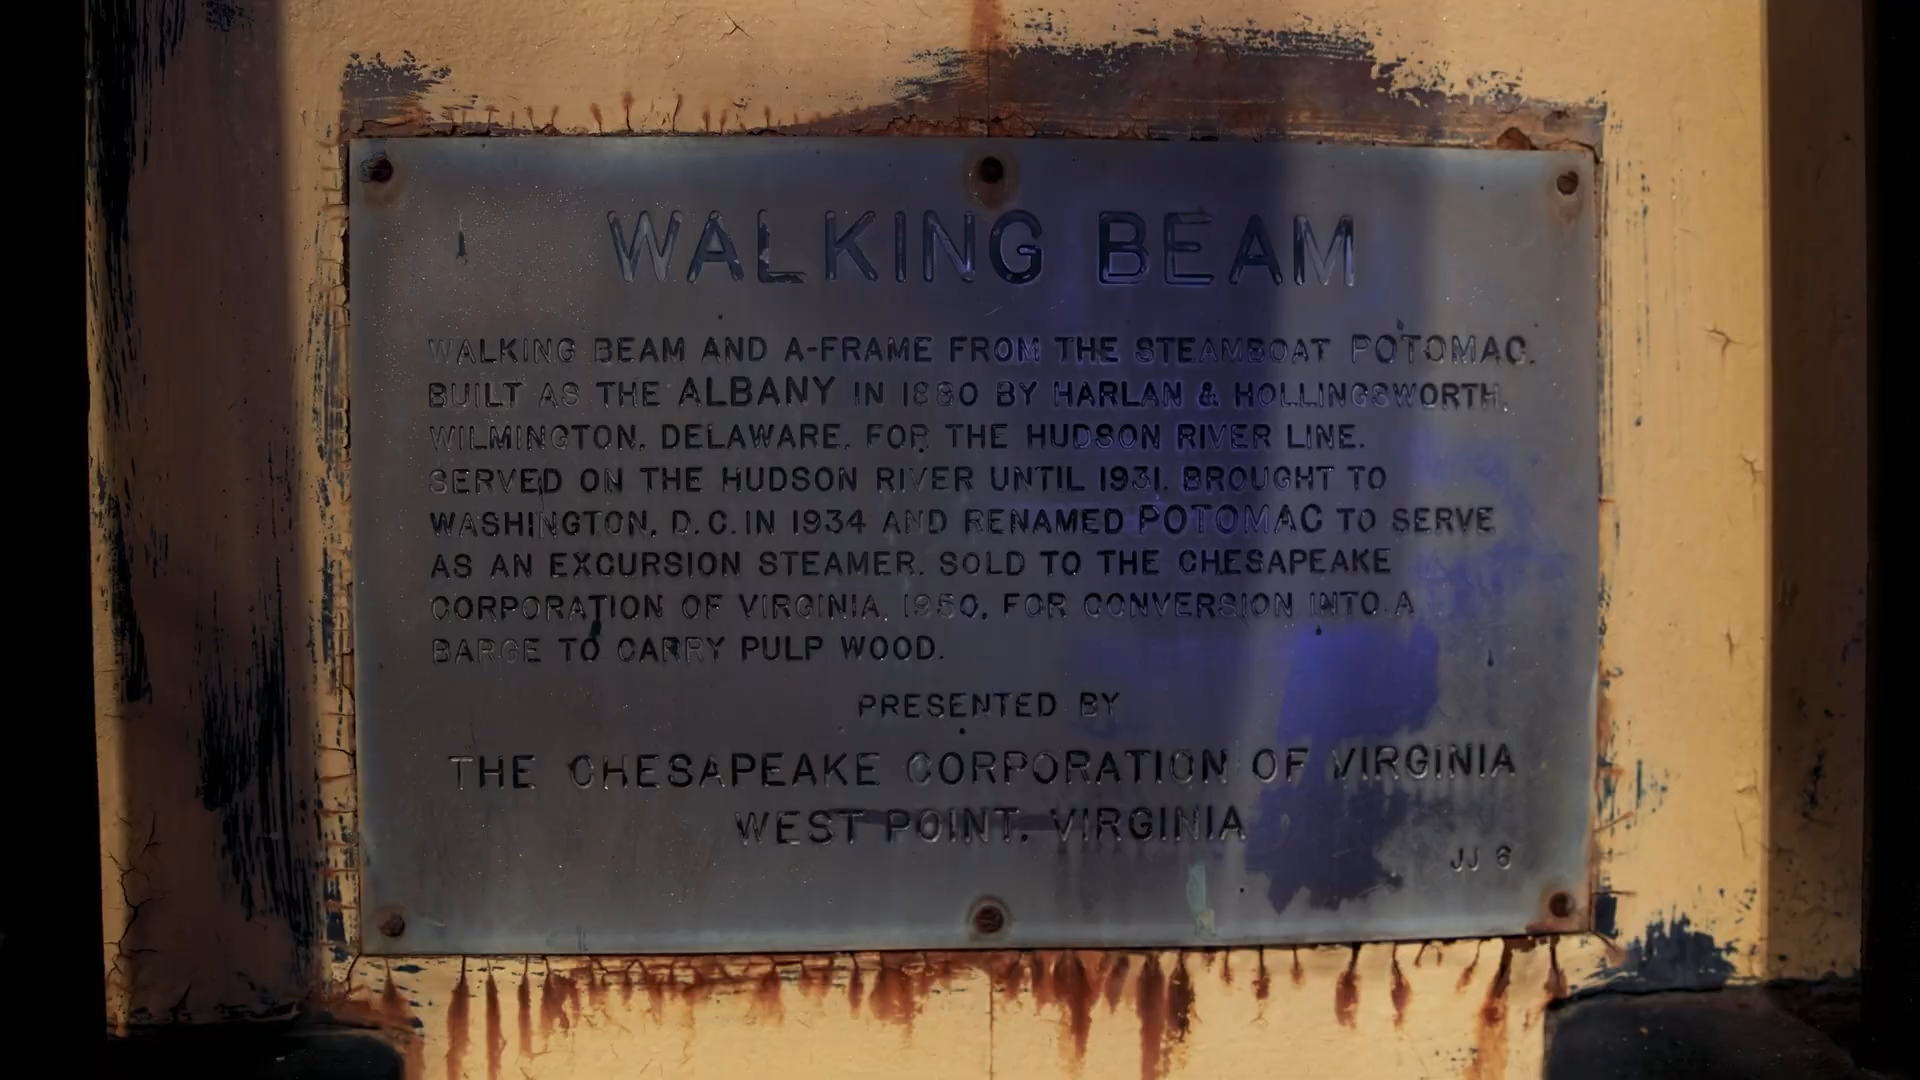 WALKING BEAM
WALKING BEAM AND A-FRAME FROM THE STEAMBOAT POTOMAC.
BUILT AS THE ALBANY IN 1880 BY HARLAN & HOLLINGSWORTH,
WILMINGTON, DELAWARE, FOR THE HUDSON RIVER LINE.
SERVED ON THE HUDSON RIVER UNTIL 1931. BROUGHT TO
WASHINGTON, D.C. IN 1934 AND RENAMED POTOMAC TO SERVE
AS AN EXCURSION STEAMER. SOLD TO THE CHESAPEAKE
CORPORATION OF VIRGINIA, 1950, FOR CONVERSION INTO A
BARGE TO CARRY PULP WOOD.
PRESENTED BY
THE CHESAPEAKE CORPORATION OF VIRGINIA
WEST POINT, VIRGINIA
JJ 6